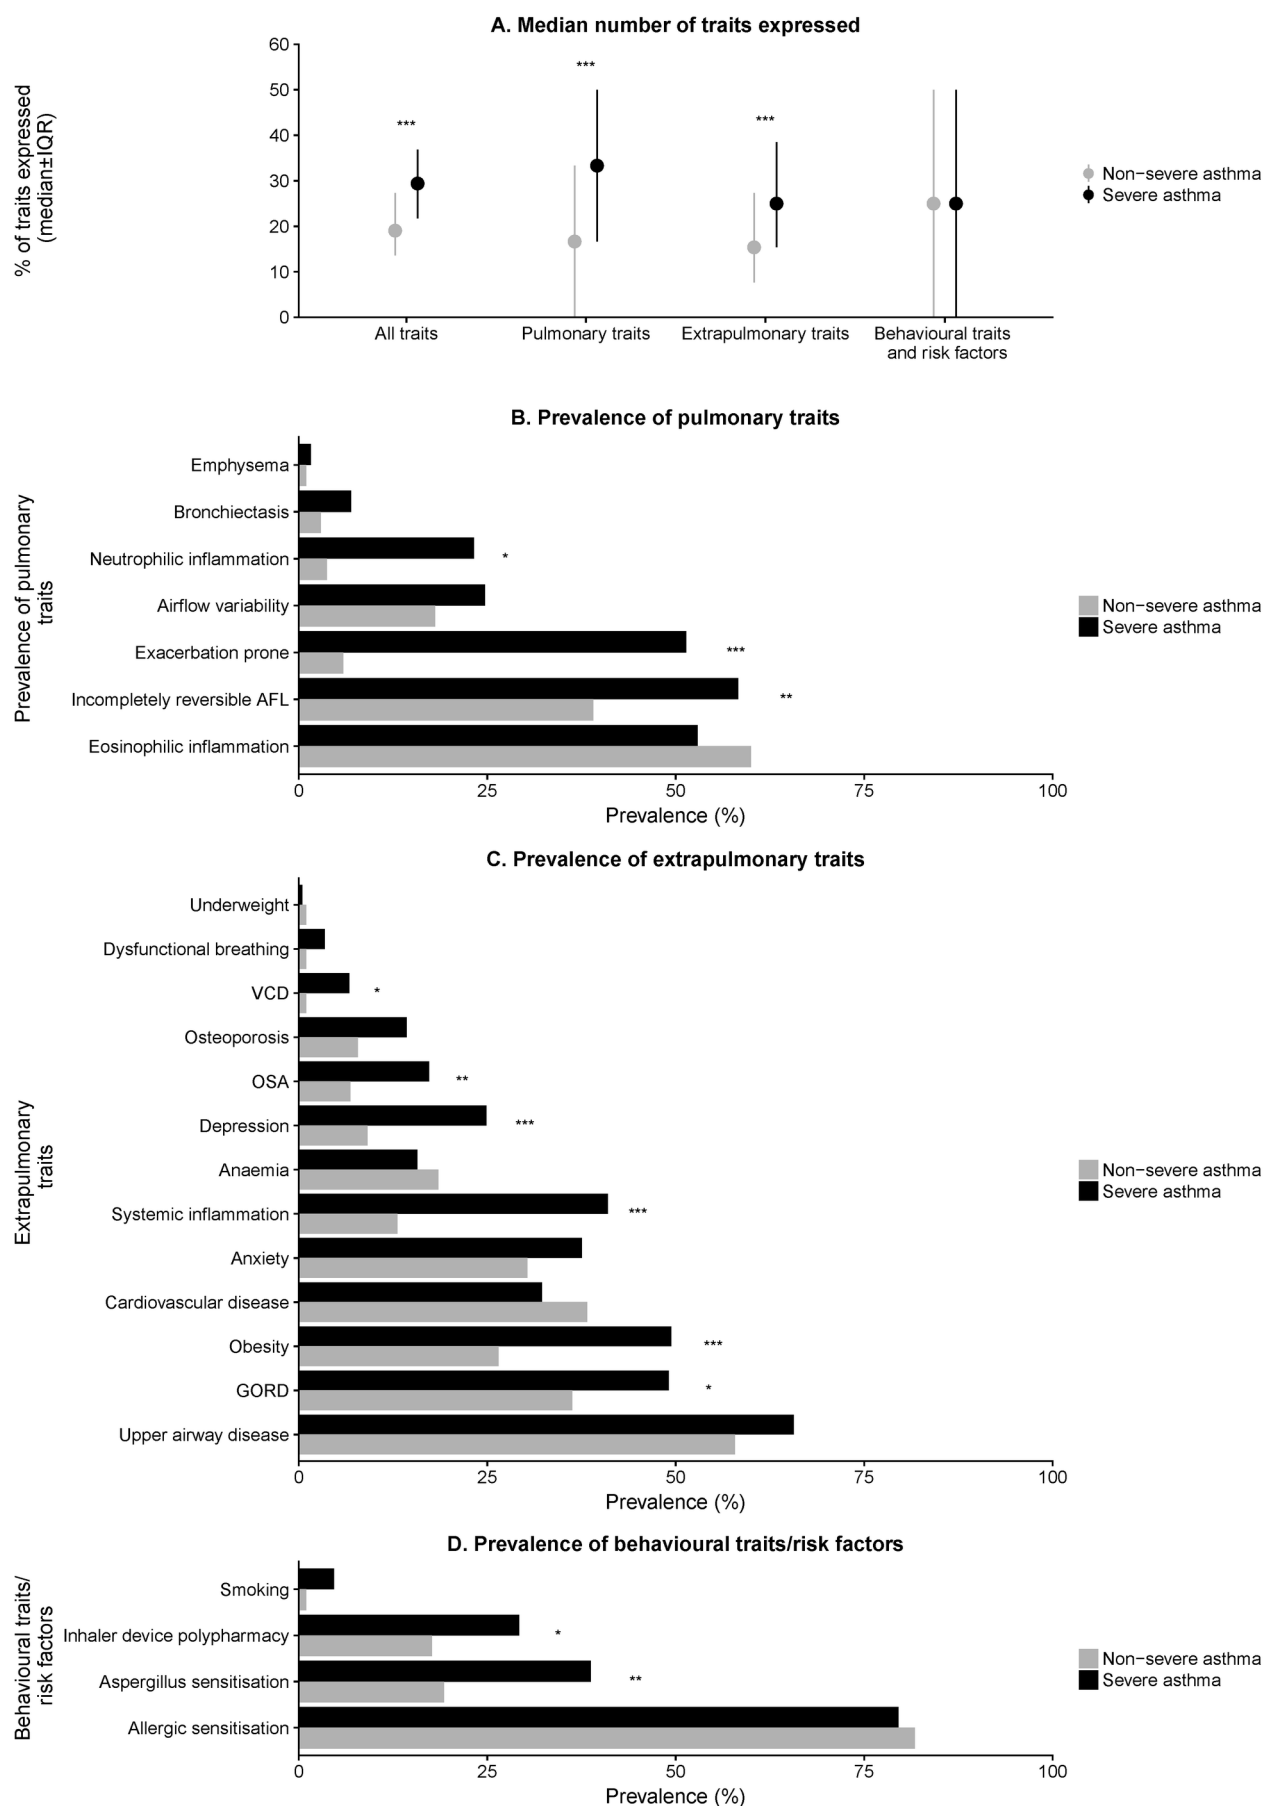 A. Median number of traits expressed
% of traits expressed
(median±IQR)
60
50
40
30
20
10
0
***
***
***
All traits
Pulmonary traits
Extrapulmonary traits
Behavioural traits
and risk factors
Non−severe asthma
Severe asthma
B. Prevalence of pulmonary traits
Prevalence of pulmonary
traits
Emphysema
Bronchiectasis
Neutrophilic inflammation
*
Airflow variability
Exacerbation prone
***
Incompletely reversible AFL
**
Eosinophilic inflammation
0
25
50
75
100
Prevalence (%)
Non−severe asthma
Severe asthma
C. Prevalence of extrapulmonary traits
Extrapulmonary
traits
Underweight
Dysfunctional breathing
VCD
*
Osteoporosis
OSA
**
Depression
***
Anaemia
Systemic inflammation
***
Anxiety
Cardiovascular disease
Obesity
***
GORD
*
Upper airway disease
0
25
50
75
100
Prevalence (%)
Non−severe asthma
Severe asthma
D. Prevalence of behavioural traits/risk factors
Behavioural traits/
risk factors
Smoking
Inhaler device polypharmacy
*
Aspergillus sensitisation
**
Allergic sensitisation
0
25
50
75
100
Prevalence (%)
Non−severe asthma
Severe asthma